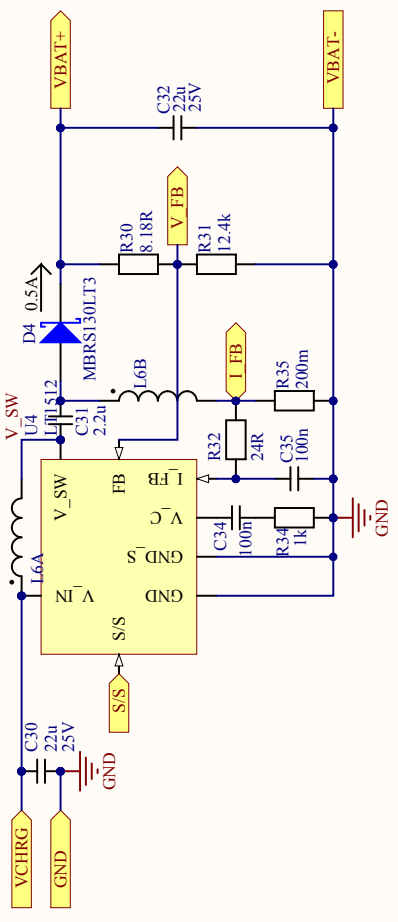 VBAT+
VBAT-
C32
22u
25V
V_FB
R30
8.18R
R31
12.4k
0.5A
D4
MBRS130LT3
L6B
I_FB
R35
200m
V_SW
U4
LT1512
C31
2.2u
R32
24R
C35
100n
V_SW
FB
I_FB
V_C
GND_S
GND
V_IN
S/S
L6A
C34
100n
R34
1k
GND
S/S
C30
22u
25V
GND
VCHRG
GND